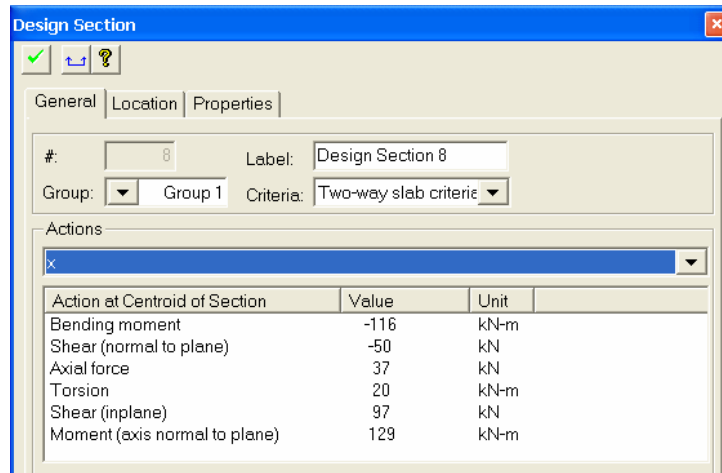 Design Section
General Location Properties
#: 8 Label: Design Section 8
Group: Group 1 Criteria: Two-way slab criteria
Actions
x
Action at Centroid of Section Value Unit
Bending moment -116 kN-m
Shear (normal to plane) -50 kN
Axial force 37 kN
Torsion 20 kN-m
Shear (inplane) 97 kN
Moment (axis normal to plane) 129 kN-m